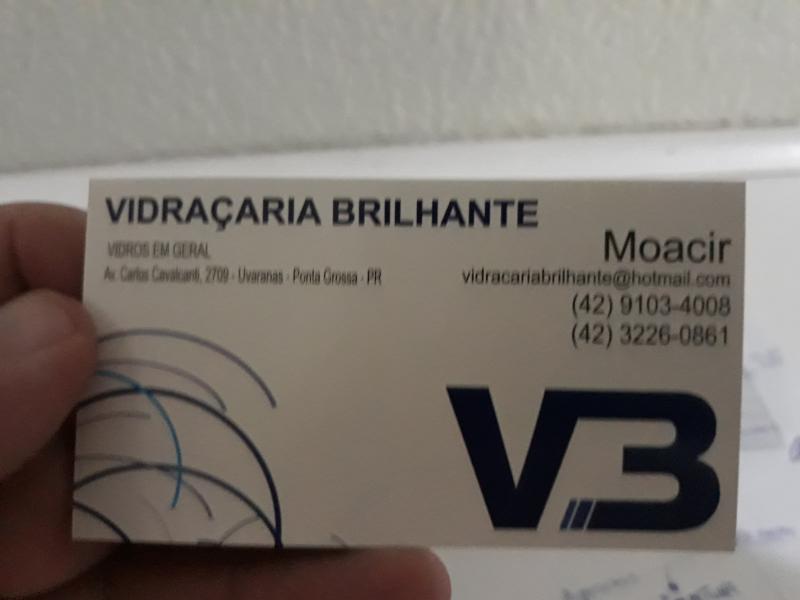 VIDRAÇARIA BRILHANTE
VIDROS EM GERAL
Av. Carlos Cavalcanti, 2709 - Uvaranas - Ponta Grossa - PR
Moacir
vidracariabrilhante@hotmail.com
(42) 9103-4008
(42) 3226-0861
VB